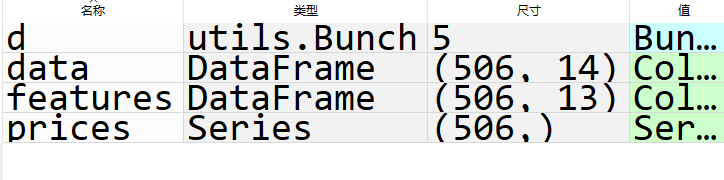 名称 类型 尺寸 值
d utils.Bunch 5 Bun…
data DataFrame (506, 14) Col…
features DataFrame (506, 13) Col…
prices Series (506,) Ser…